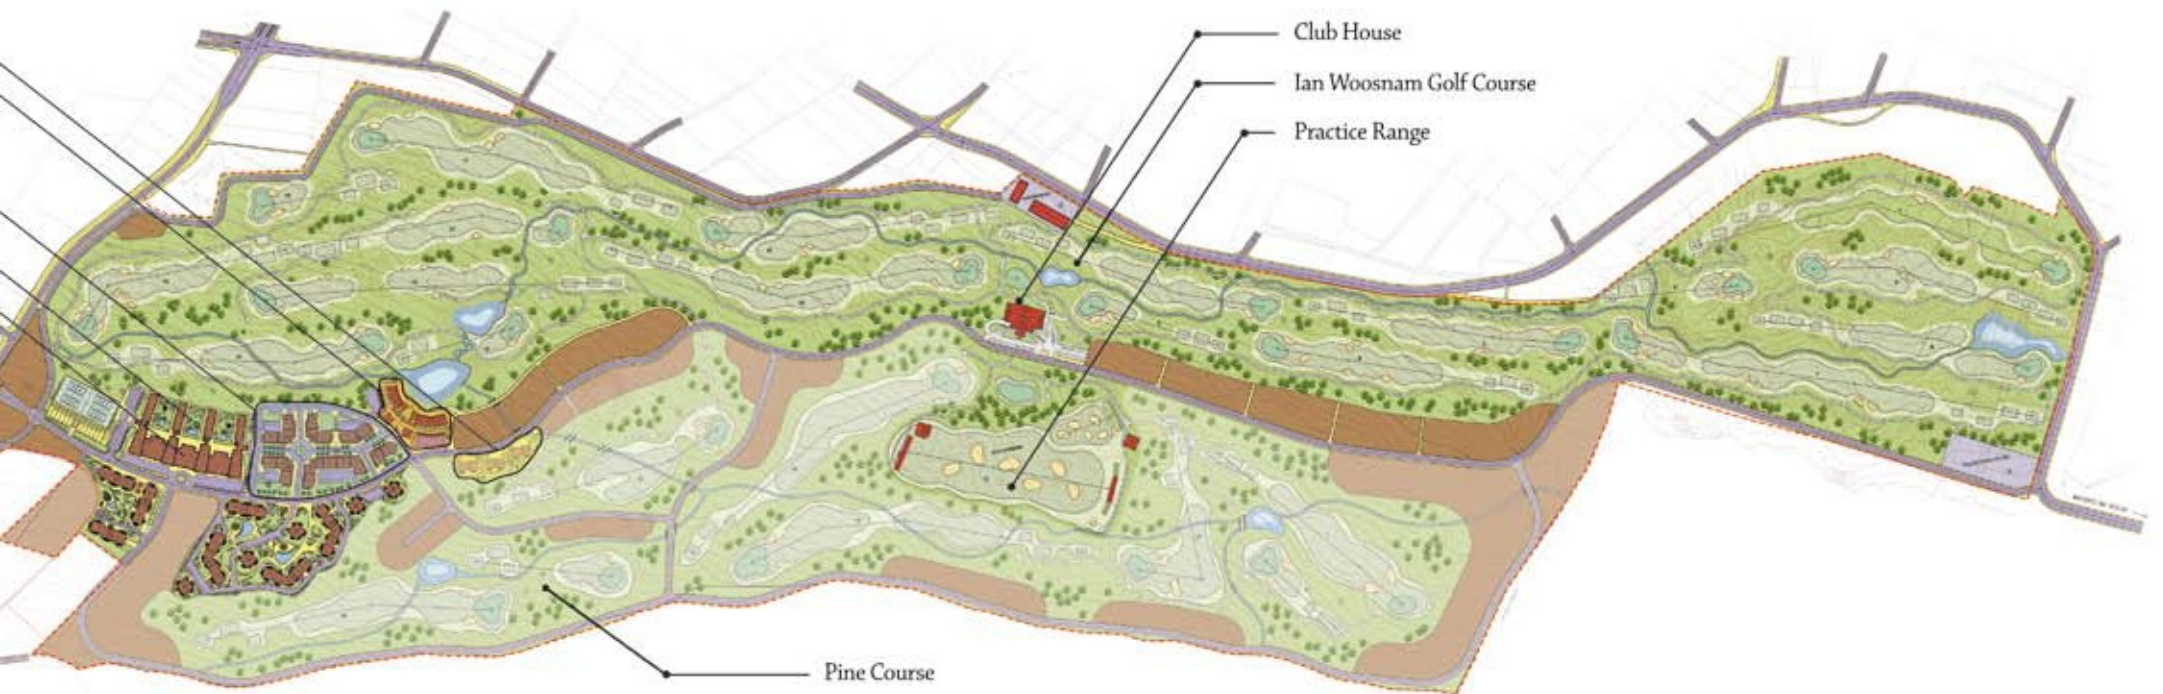 Club House
Ian Woosnam Golf Course
Practice Range
Pine Course